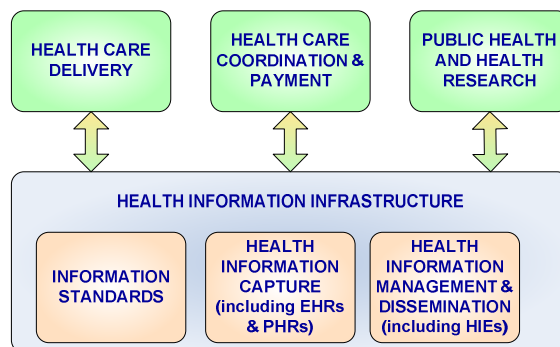 HEALTH CARE
DELIVERY
HEALTH CARE
COORDINATION &
PAYMENT
PUBLIC HEALTH
AND HEALTH
RESEARCH
HEALTH INFORMATION INFRASTRUCTURE
INFORMATION
STANDARDS
HEALTH
INFORMATION
CAPTURE
(including EHRs
& PHRs)
HEALTH
INFORMATION
MANAGEMENT &
DISSEMINATION
(including HIEs)